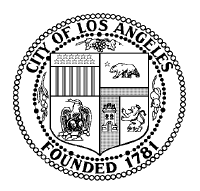 CITY OF LOS ANGELES
FOUNDED 1781